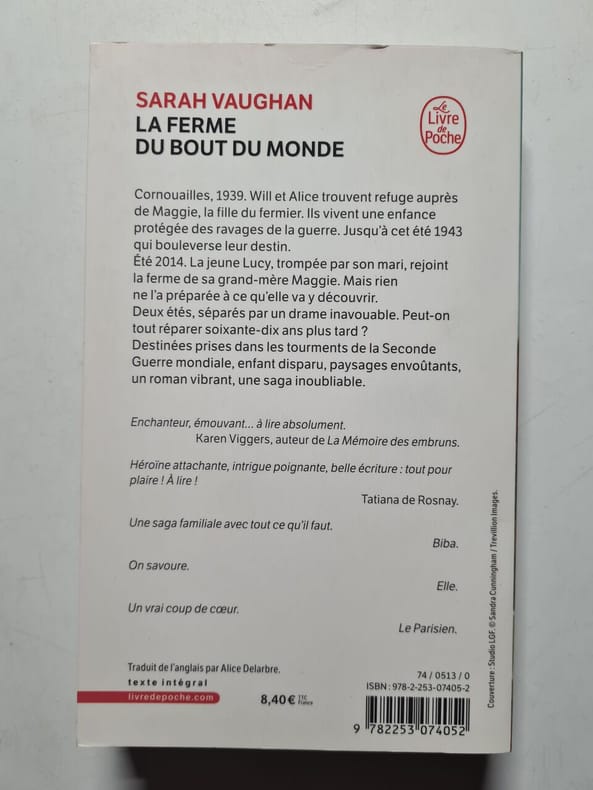 SARAH VAUGHAN
LA FERME
DU BOUT DU MONDE
Le
Livre
de
Poche
Cornouailles, 1939. Will et Alice trouvent refuge auprès
de Maggie, la fille du fermier. Ils vivent une enfance
protégée des ravages de la guerre. Jusqu'à cet été 1943
qui bouleverse leur destin.
Été 2014. La jeune Lucy, trompée par son mari, rejoint
la ferme de sa grand-mère Maggie. Mais rien
ne l'a préparée à ce qu'elle va y découvrir.
Deux étés, séparés par un drame inavouable. Peut-on
tout réparer soixante-dix ans plus tard ?
Destinées prises dans les tourments de la Seconde
Guerre mondiale, enfant disparu, paysages envoûtants,
un roman vibrant, une saga inoubliable.
Enchanteur, émouvant... à lire absolument.
Karen Viggers, auteur de La Mémoire des embruns.
Héroïne attachante, intrigue poignante, belle écriture : tout pour
plaire ! À lire !
Tatiana de Rosnay.
Une saga familiale avec tout ce qu'il faut.
Biba.
On savoure.
Elle.
Un vrai coup de cœur.
Le Parisien.
Couverture : Studio LGF. © Sandra Cunningham / Trevillion Images.
Traduit de l'anglais par Alice Delarbre.
texte intégral
livredepoche.com
8,40 € TTC
France
74 / 0513 / 0
ISBN : 978-2-253-07405-2
9 782253 074052